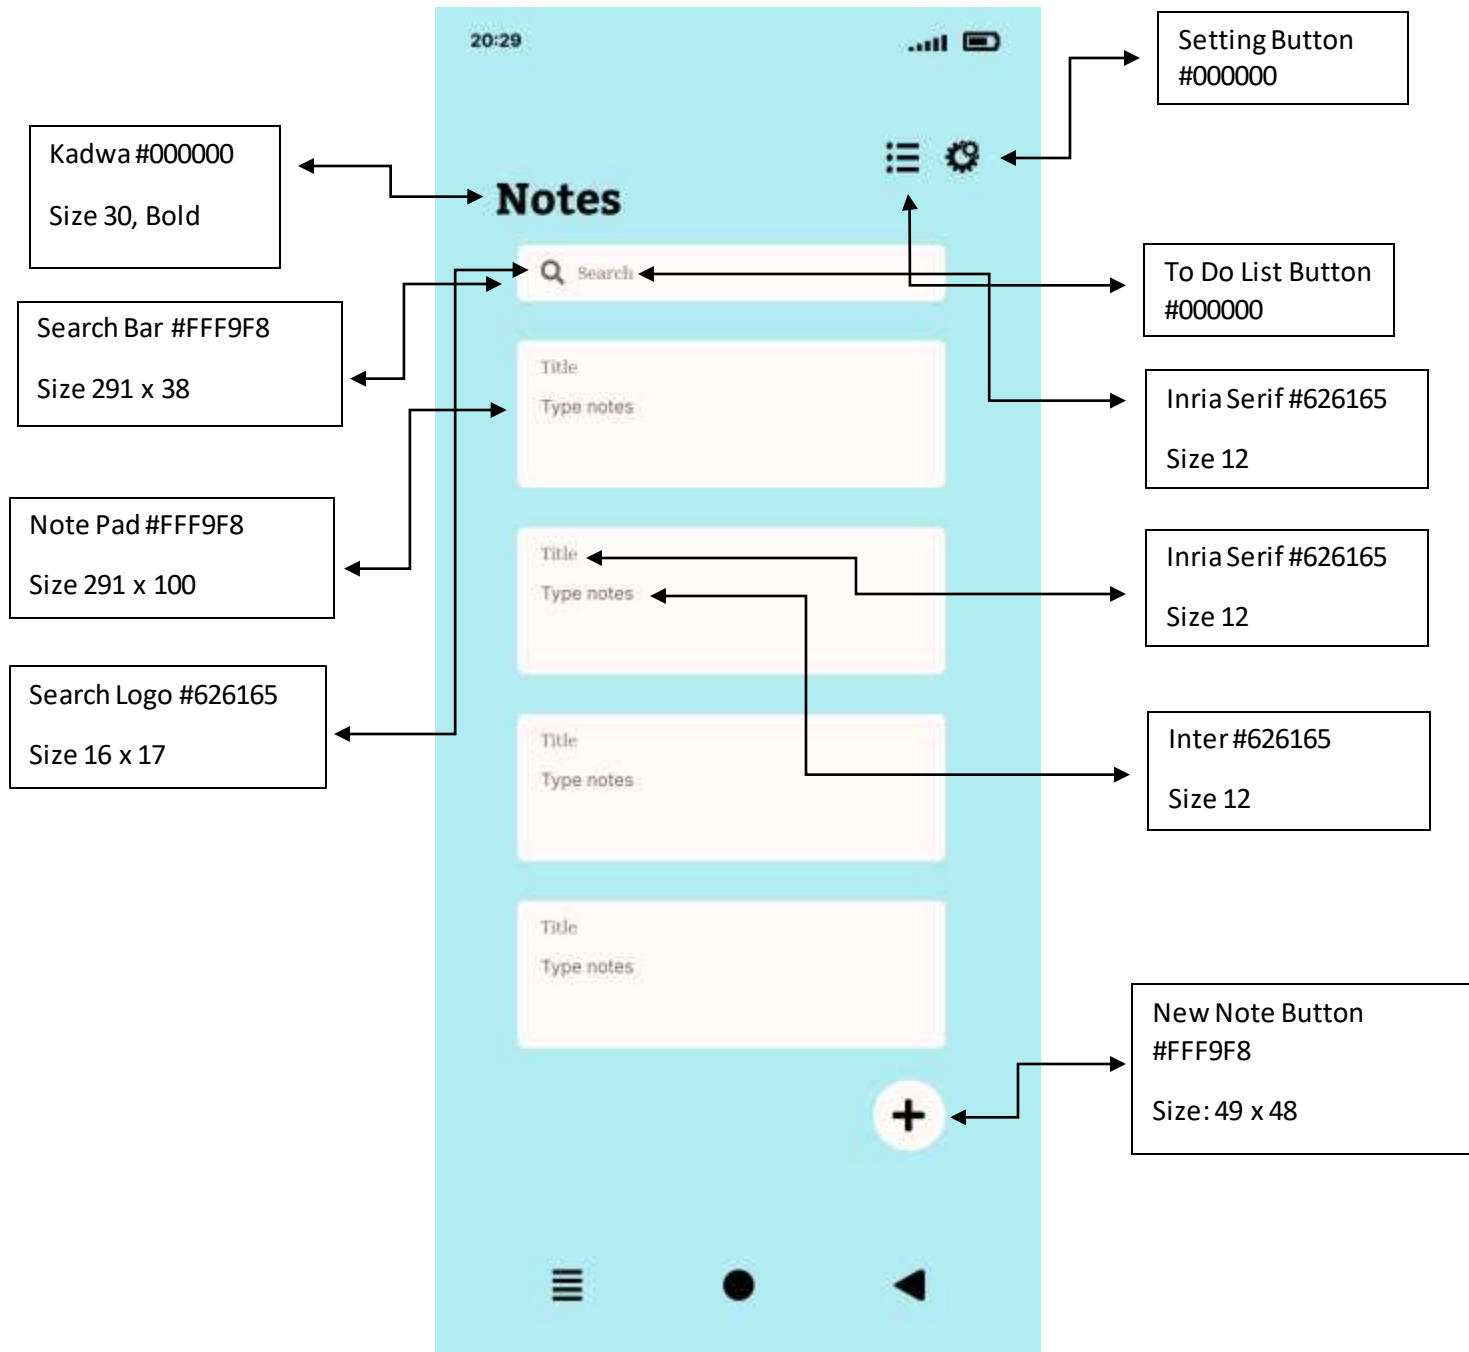 20:29
Setting Button
#000000
Kadwa #000000
Size 30, Bold
Notes
Search
To Do List Button
#000000
Search Bar #FFF9F8
Size 291 x 38
Title
Type notes
Inria Serif #626165
Size 12
Note Pad #FFF9F8
Size 291 x 100
Title
Type notes
Inria Serif #626165
Size 12
Search Logo #626165
Size 16 x 17
Title
Type notes
Inter #626165
Size 12
Title
Type notes
New Note Button
#FFF9F8
Size: 49 x 48